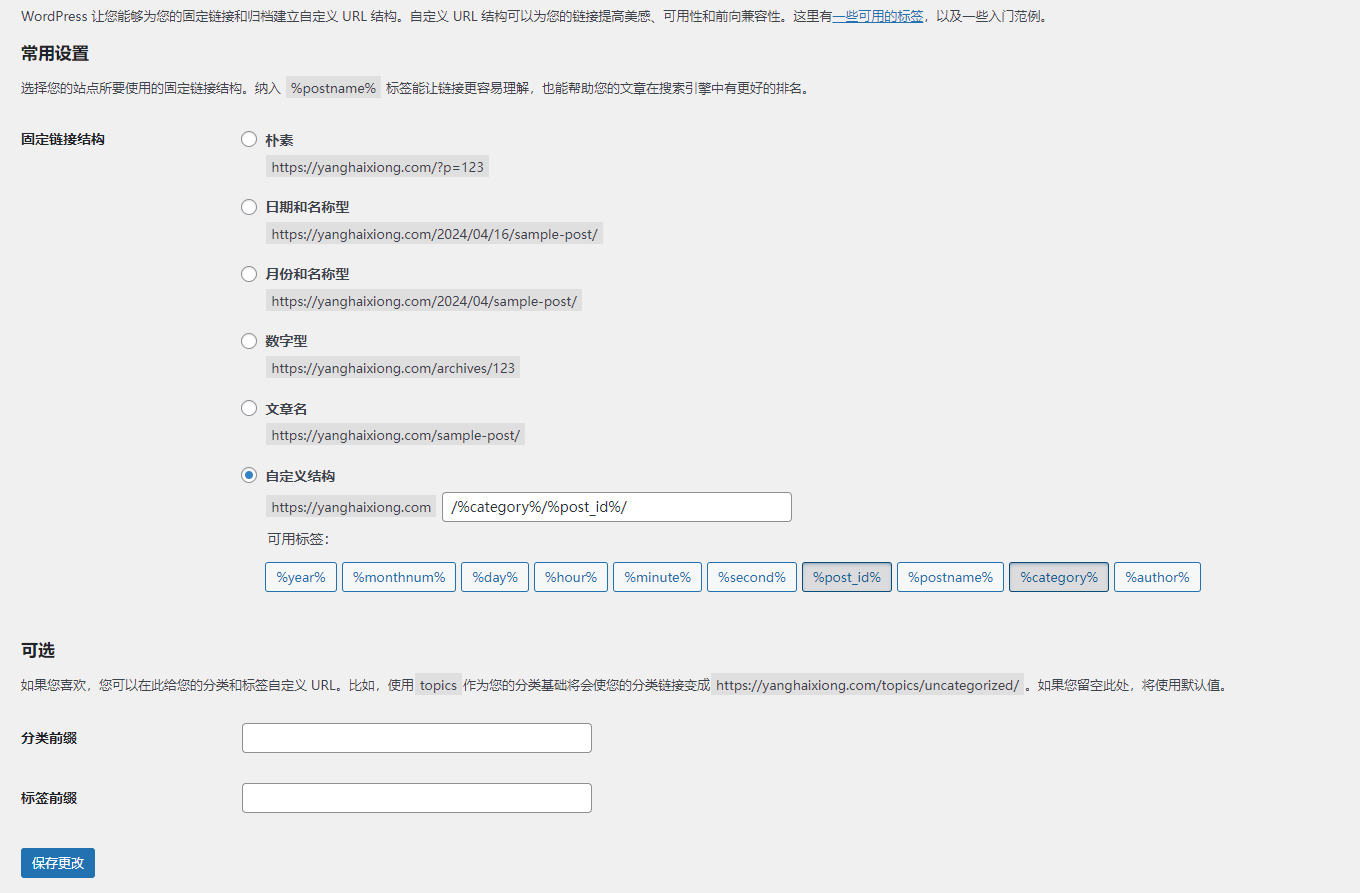 WordPress 让您能够为您的固定链接和归档建立自定义 URL 结构。自定义 URL 结构可以为您的链接提高美感、可用性和前向兼容性。这里有一些可用的标签，以及一些入门范例。
常用设置
选择您的站点所要使用的固定链接结构。纳入 %postname% 标签能让链接更容易理解，也能帮助您的文章在搜索引擎中有更好的排名。
固定链接结构
朴素
https://yanghaixiong.com/?p=123
日期和名称型
https://yanghaixiong.com/2024/04/16/sample-post/
月份和名称型
https://yanghaixiong.com/2024/04/sample-post/
数字型
https://yanghaixiong.com/archives/123
文章名
https://yanghaixiong.com/sample-post/
自定义结构
https://yanghaixiong.com /%category%/%post_id%/
可用标签：
%year% %monthnum% %day% %hour% %minute% %second% %post_id% %postname% %category% %author%
可选
如果您喜欢，您可以在此给您的分类和标签自定义 URL。比如，使用 topics 作为您的分类基础将会使您的分类链接变成 https://yanghaixiong.com/topics/uncategorized/ 。如果您留空此处，将使用默认值。
分类前缀
标签前缀
保存更改